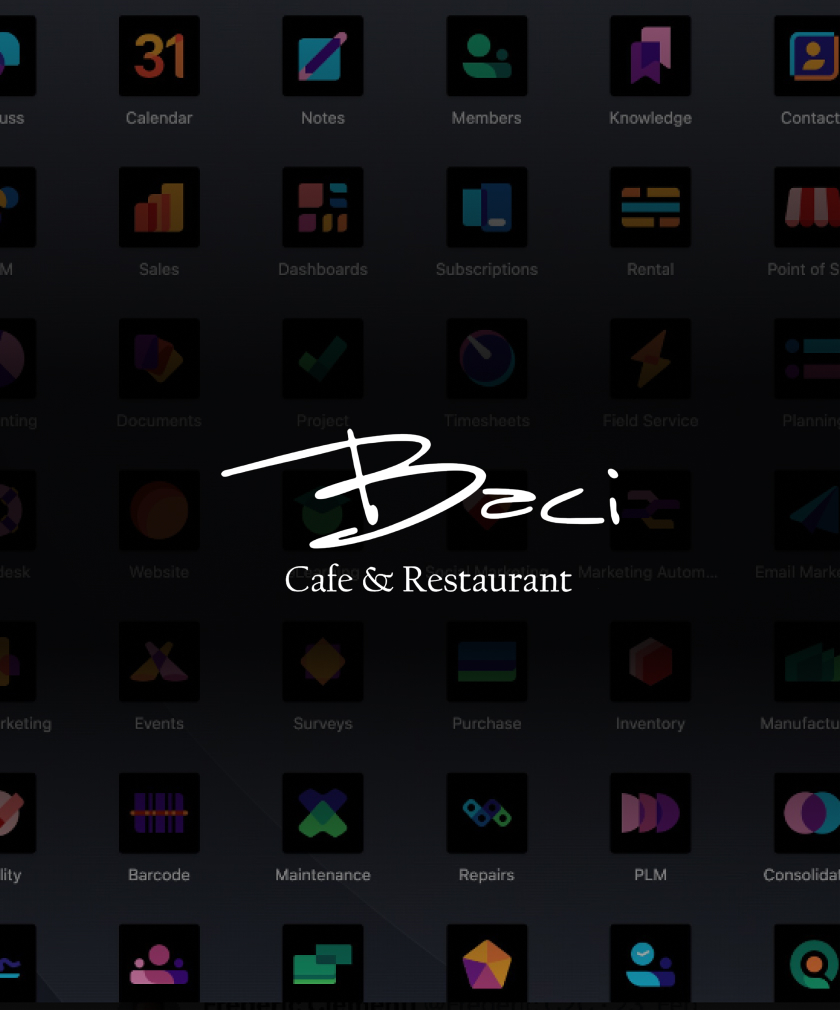 uss Calendar Notes Members Knowledge Contact
31
M Sales Dashboards Subscriptions Rental Point of S
nting Documents Project Timesheets Field Service Planning
Baci
desk Website Social Marketing Marketing Autom... Email Marke
Cafe & Restaurant
rketing Events Surveys Purchase Inventory Manufactu
lity Barcode Maintenance Repairs PLM Consolidat